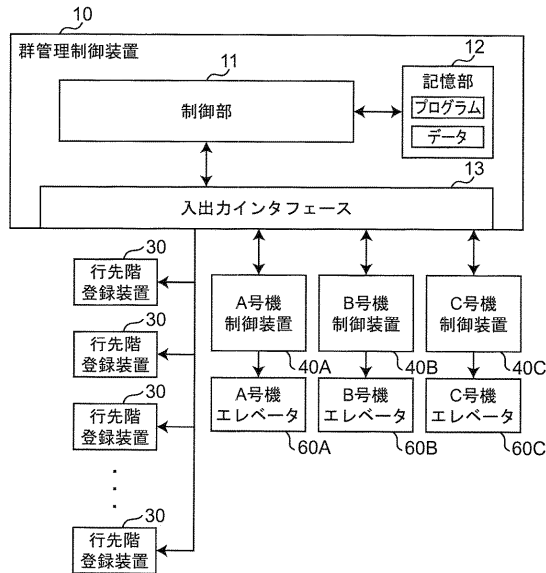 10
群管理制御装置
11
12
制御部
記憶部
プログラム
データ
13
入出力インタフェース
30
行先階
登録装置
30
行先階
登録装置
30
行先階
登録装置
30
行先階
登録装置
A号機
制御装置
40A
B号機
制御装置
40B
C号機
制御装置
40C
A号機
エレベータ
60A
B号機
エレベータ
60B
C号機
エレベータ
60C